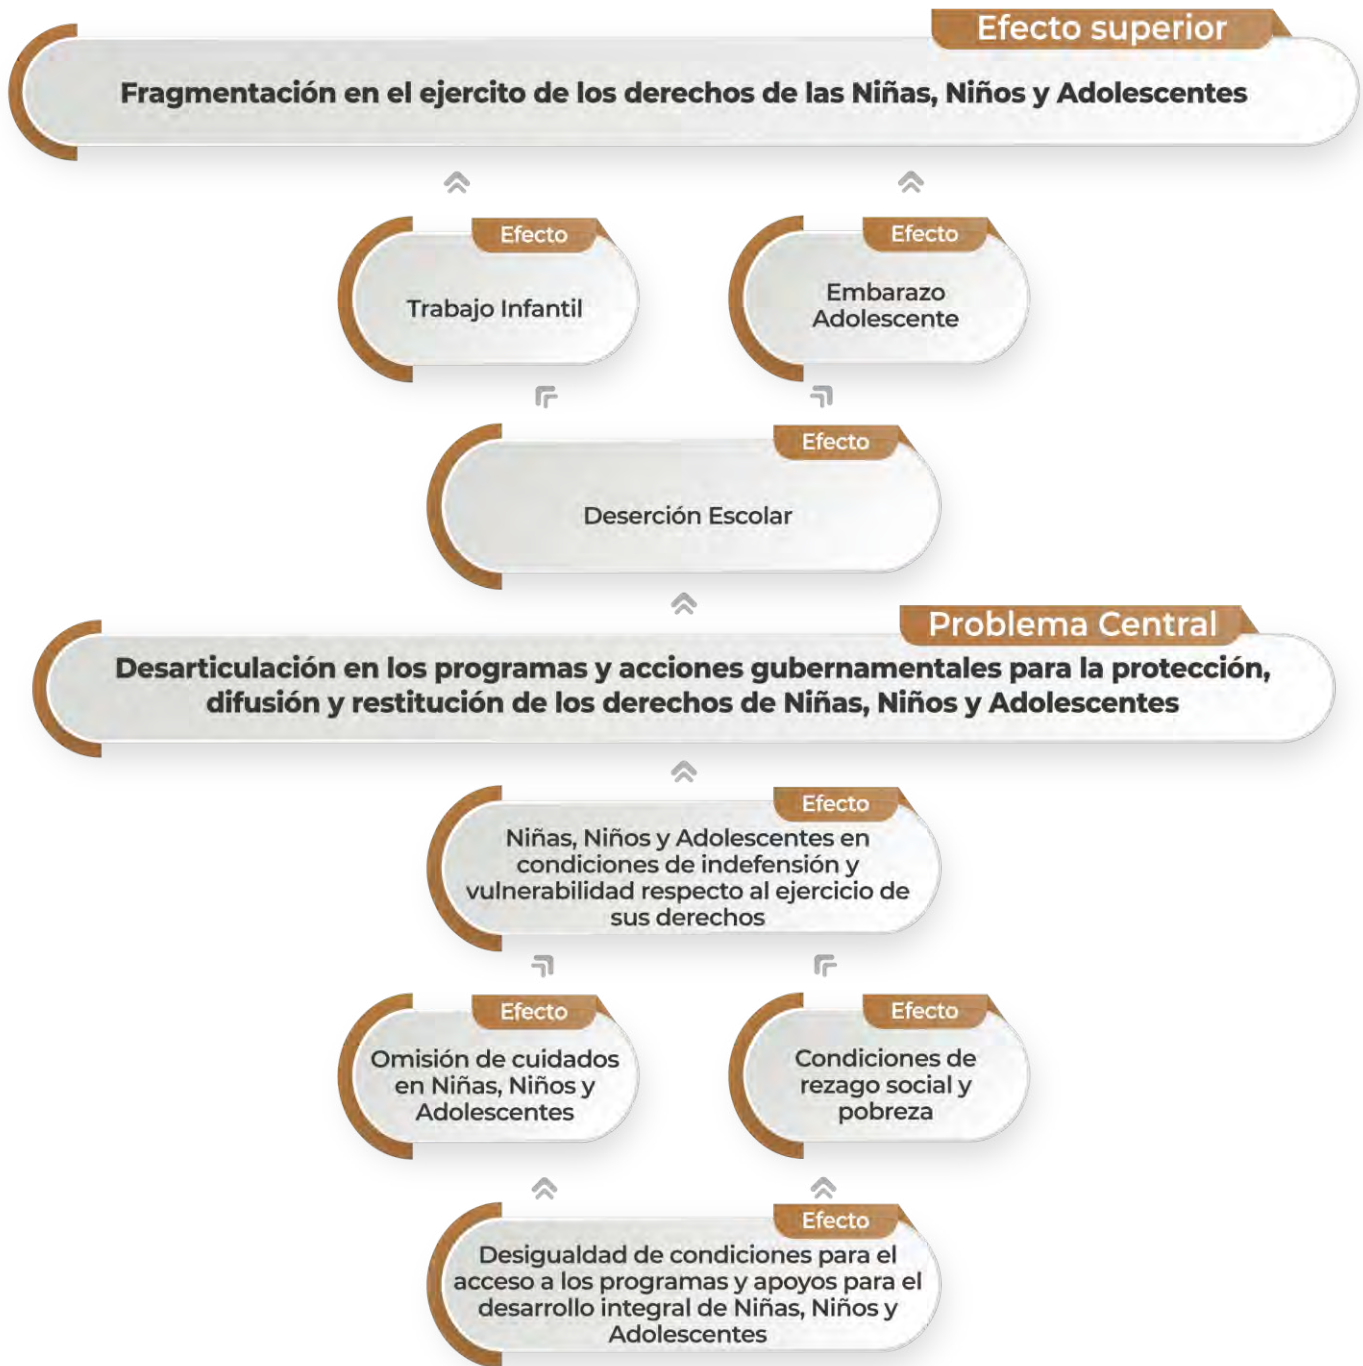 Efecto superior
Fragmentación en el ejercito de los derechos de las Niñas, Niños y Adolescentes
Efecto
Trabajo Infantil
Efecto
Embarazo
Adolescente
Efecto
Deserción Escolar
Problema Central
Desarticulación en los programas y acciones gubernamentales para la protección,
difusión y restitución de los derechos de Niñas, Niños y Adolescentes
Efecto
Niñas, Niños y Adolescentes en
condiciones de indefensión y
vulnerabilidad respecto al ejercicio de
sus derechos
Efecto
Omisión de cuidados
en Niñas, Niños y
Adolescentes
Efecto
Condiciones de
rezago social y
pobreza
Efecto
Desigualdad de condiciones para el
acceso a los programas y apoyos para el
desarrollo integral de Niñas, Niños y
Adolescentes